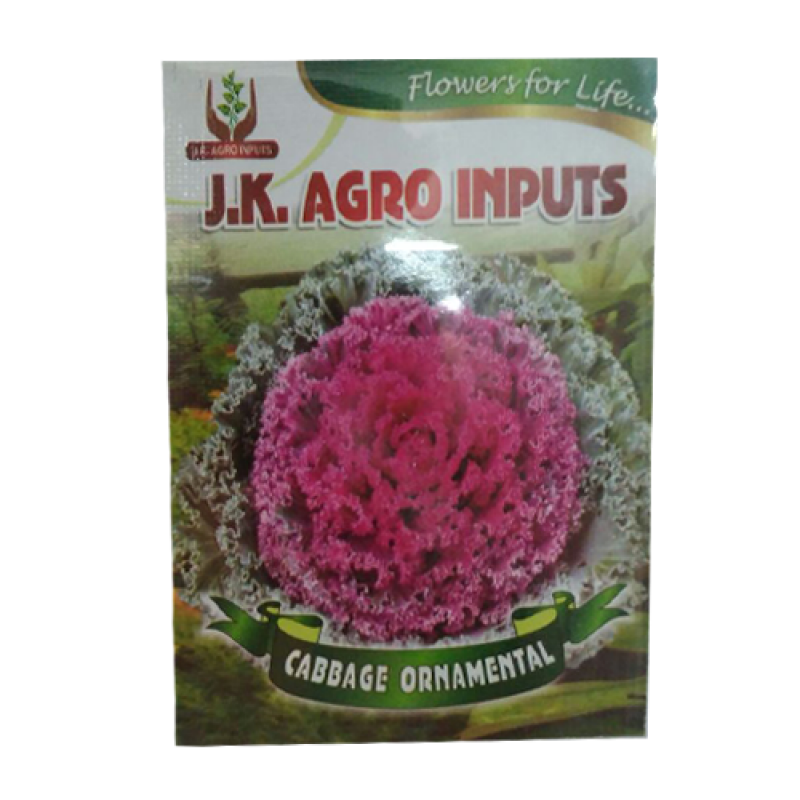 Flowers for Life...
J.K. AGRO INPUTS
J.K. AGRO INPUTS
CABBAGE ORNAMENTAL